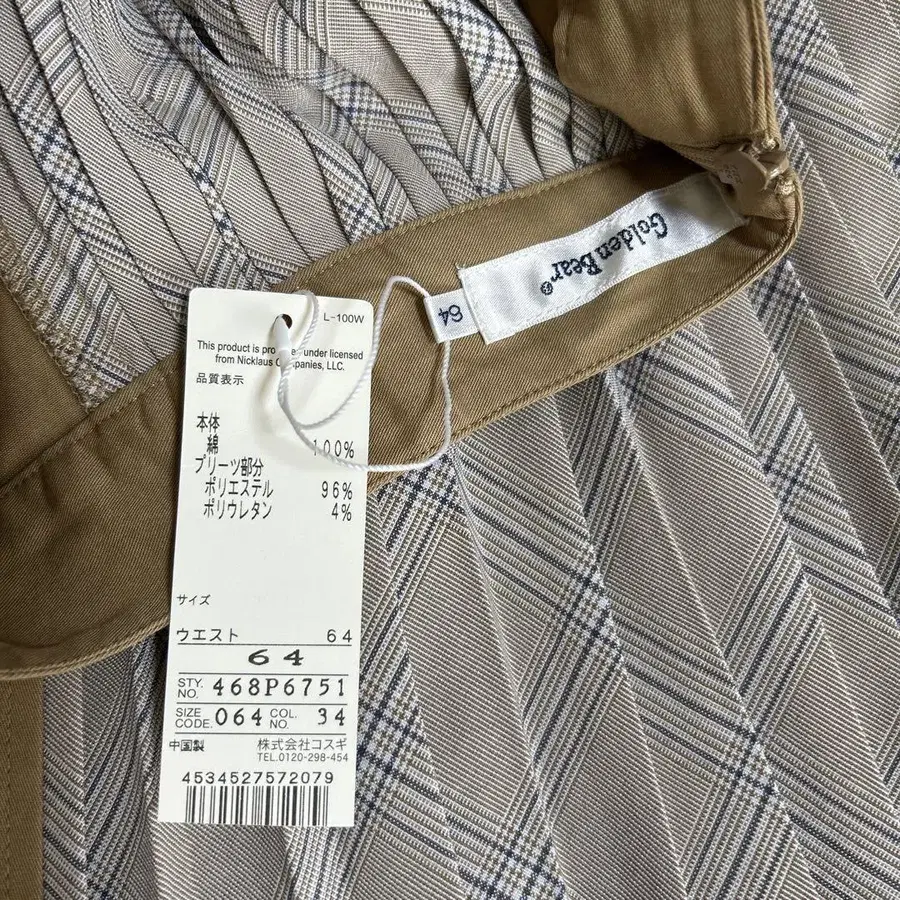 Golden Bear®
64
L-100W
This product is pro under licensed
from Nicklaus Companies, LLC.
品質表示
本体
綿 100%
プリーツ部分
ポリエステル 96%
ポリウレタン 4%
サイズ
ウエスト 64
64
STY. NO. 468P6751
SIZE CODE. 064 COL. NO. 34
中国製 株式会社コスギ
TEL.0120-298-454
4534527572079